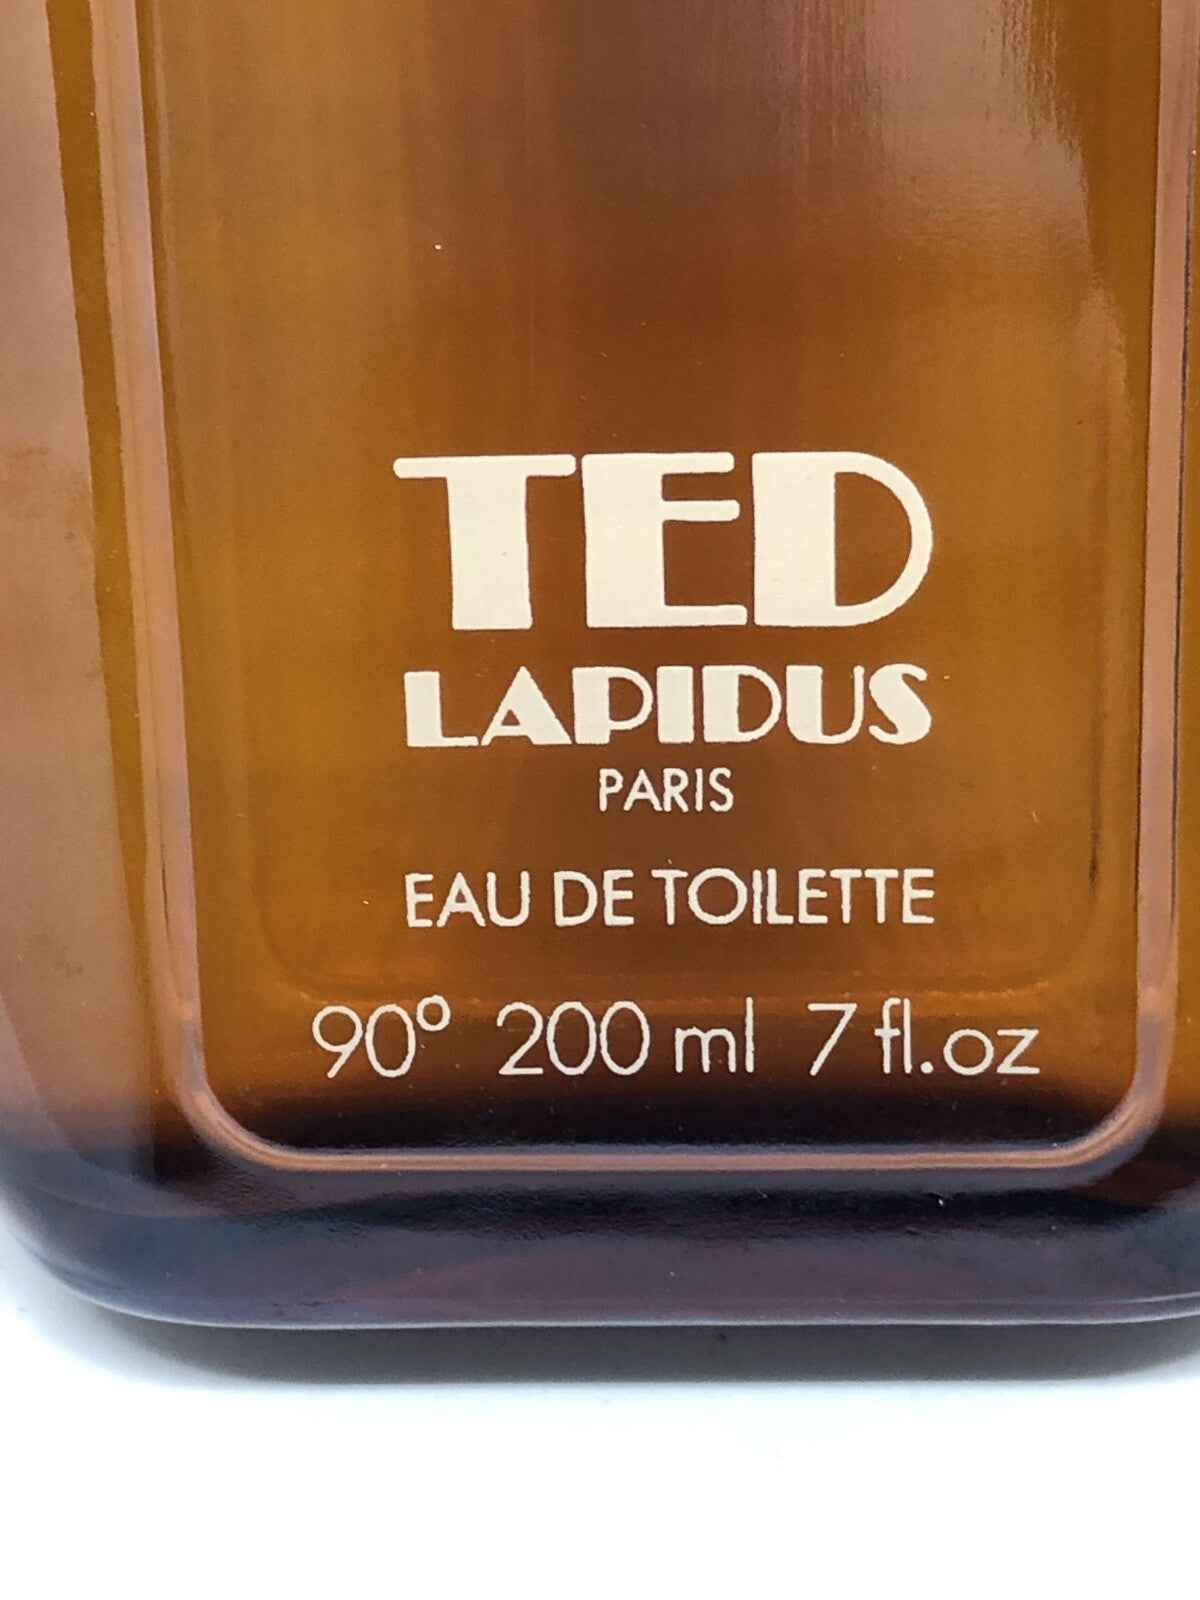 TED
LAPIDUS
PARIS
EAU DE TOILETTE
90° 200 ml 7 fl.oz